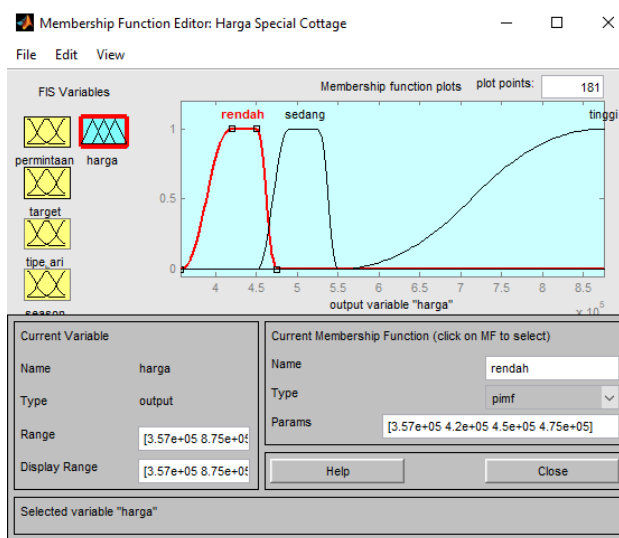 Membership Function Editor: Harga Special Cottage
File Edit View
FIS Variables
Membership function plots
plot points:
181
rendah
sedang
tinggi
permintaan
harga
target
tipe_ari
season
1
0.5
0
4 4.5 5 5.5 6 6.5 7 7.5 8 8.5
output variable "harga"
x 10^5
Current Variable
Name harga
Type output
Range [3.57e+05 8.75e+05
Display Range [3.57e+05 8.75e+05
Current Membership Function (click on MF to select)
Name rendah
Type pimf
Params [3.57e+05 4.2e+05 4.5e+05 4.75e+05]
Help
Close
Selected variable "harga"